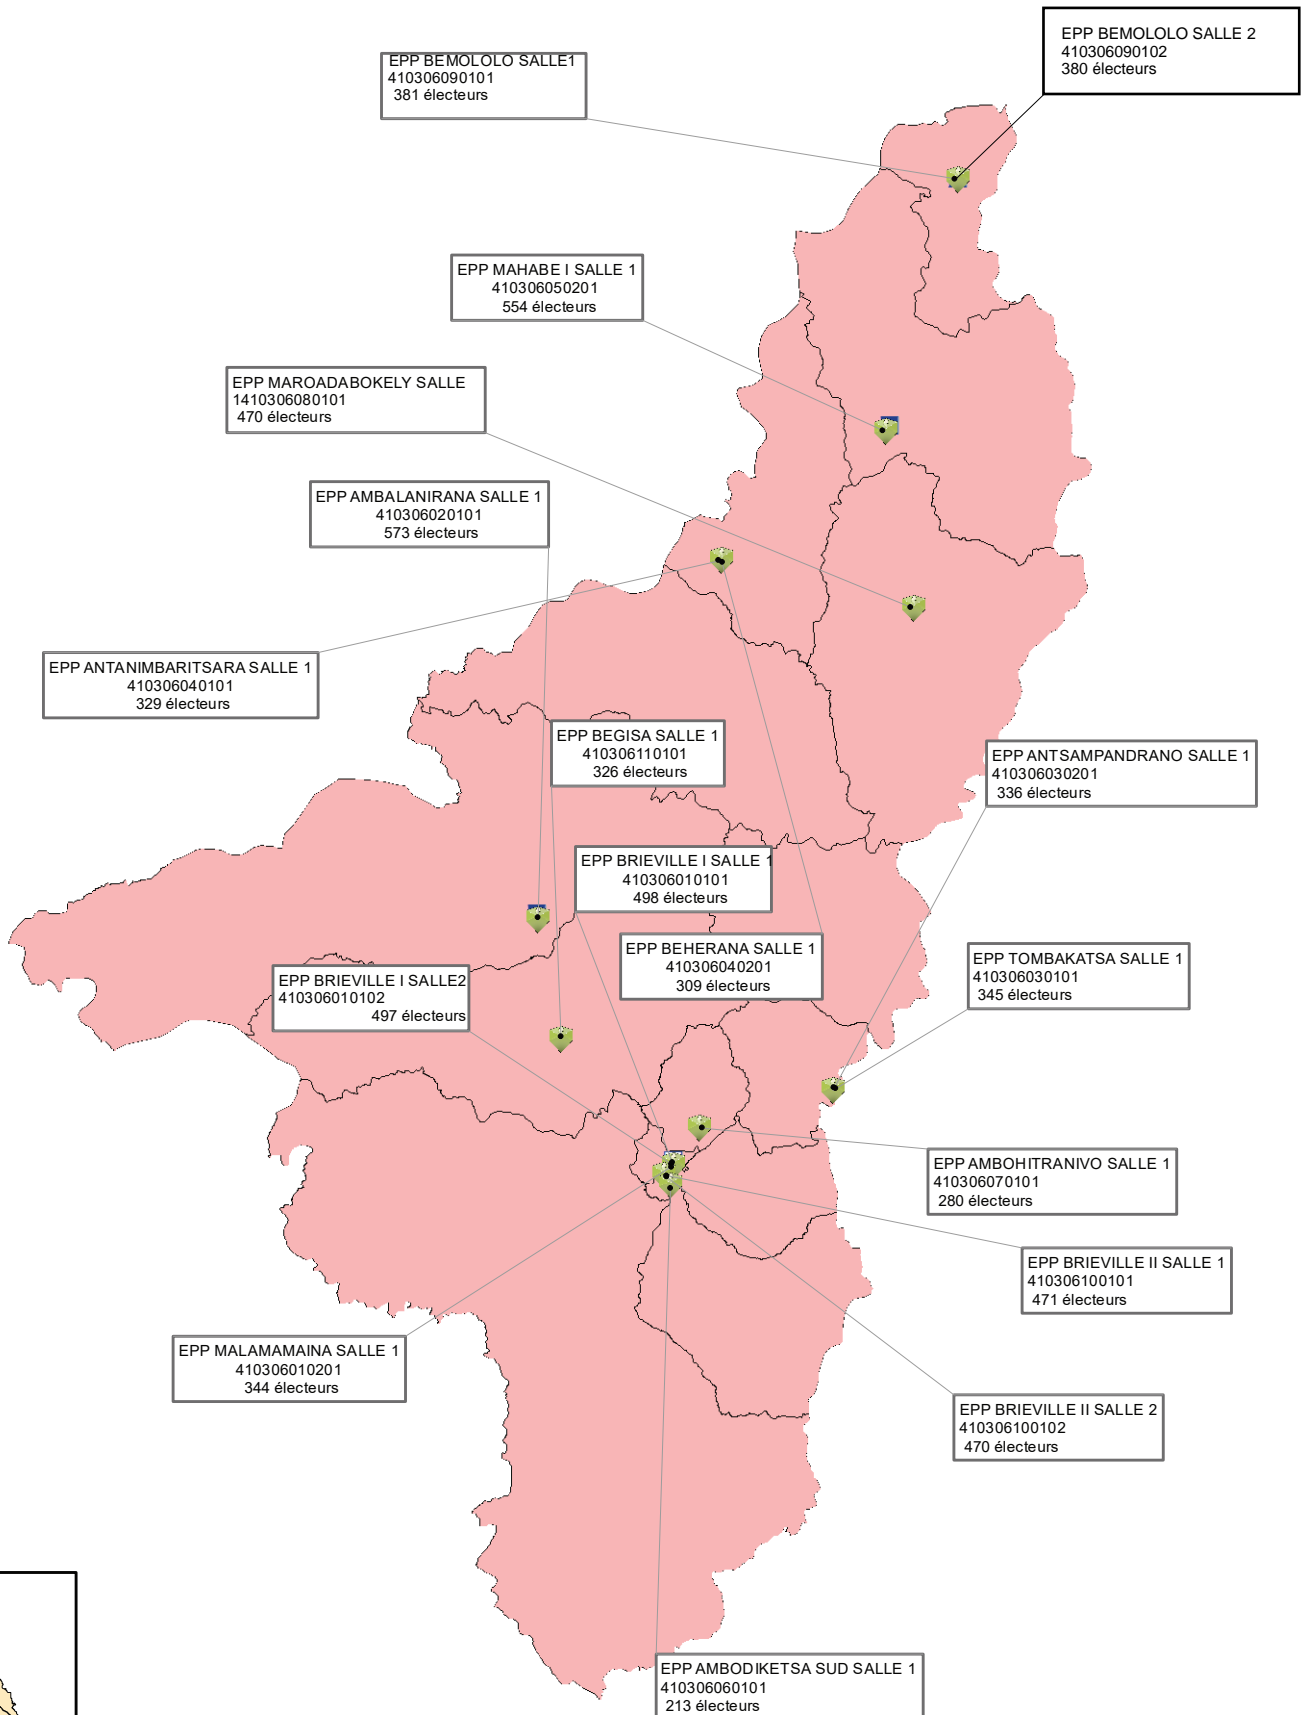 EPP BEMOLOLO SALLE 2
410306090102
380 électeurs
EPP BEMOLOLO SALLE1
410306090101
381 électeurs
EPP MAHABE I SALLE 1
410306050201
554 électeurs
EPP MAROADABOKELY SALLE
1410306080101
470 électeurs
EPP AMBALANIRANA SALLE 1
410306020101
573 électeurs
EPP ANTANIMBARITSARA SALLE 1
410306040101
329 électeurs
EPP BEGISA SALLE 1
410306110101
326 électeurs
EPP ANTSAMPANDRANO SALLE 1
410306030201
336 électeurs
EPP BRIEVILLE I SALLE 1
410306010101
498 électeurs
EPP BEHERANA SALLE 1
410306040201
309 électeurs
EPP TOMBAKATSA SALLE 1
410306030101
345 électeurs
EPP BRIEVILLE I SALLE2
410306010102
497 électeurs
EPP AMBOHITRANIVO SALLE 1
410306070101
280 électeurs
EPP BRIEVILLE II SALLE 1
410306100101
471 électeurs
EPP MALAMAMAINA SALLE 1
410306010201
344 électeurs
EPP BRIEVILLE II SALLE 2
410306100102
470 électeurs
EPP AMBODIKETSA SUD SALLE 1
410306060101
213 électeurs